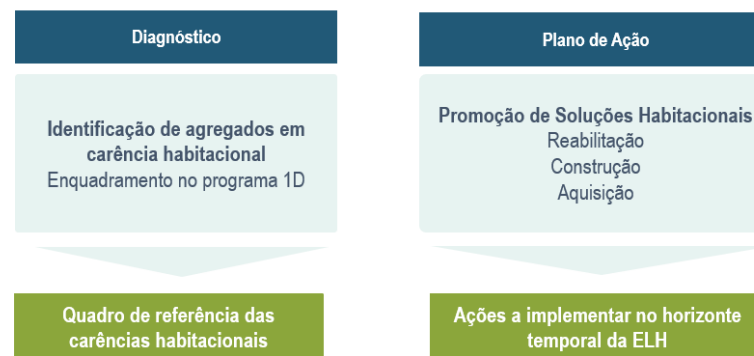 Diagnóstico
Identificação de agregados em
carência habitacional
Enquadramento no programa 1D
Quadro de referência das
carências habitacionais
Plano de Ação
Promoção de Soluções Habitacionais
Reabilitação
Construção
Aquisição
Ações a implementar no horizonte
temporal da ELH